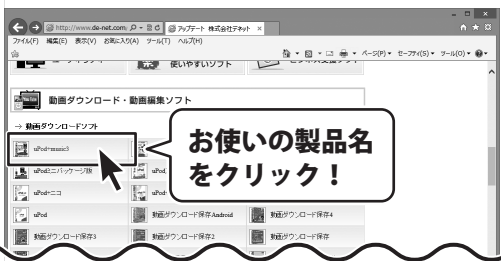 http://www.de-net.com/
アップデート 株式会社デネット
ファイル(F) 編集(E) 表示(V) お気に入り(A) ツール(T) ヘルプ(H)
ページ(P) セーフティ(S) ツール(O)
使いやすいソフト
動画ダウンロード・動画編集ソフト
→ 動画ダウンロードソフト
uPod+music3
お使いの製品名
をクリック！
uPod2ニパッケージ版
uPod+ニコ
uPod
動画ダウンロード保存Android
動画ダウンロード保存4
動画ダウンロード保存3
動画ダウンロード保存2
動画ダウンロード保存